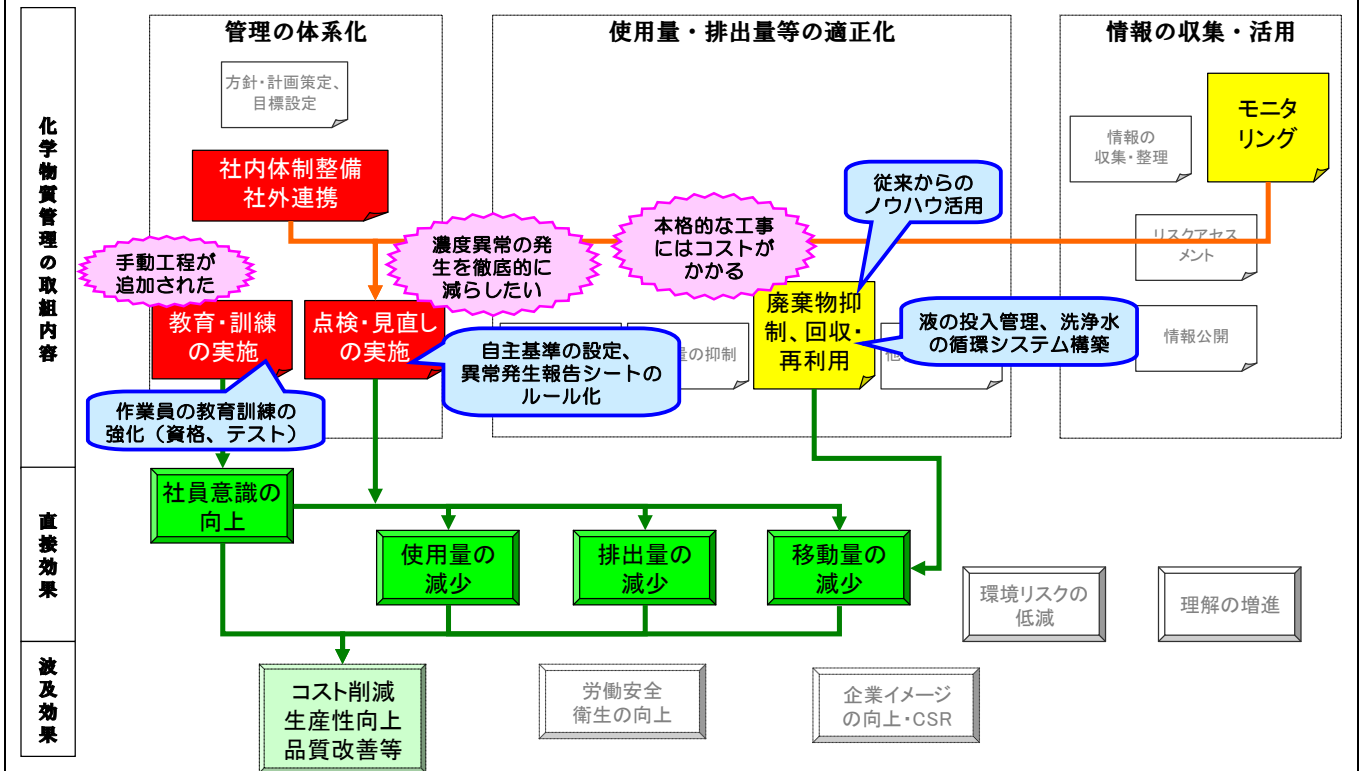 化学物質管理の取組内容
管理の体系化
方針・計画策定、
目標設定
社内体制整備
社外連携
手動工程が
追加された
教育・訓練
の実施
作業員の教育訓練の
強化（資格、テスト）
点検・見直し
の実施
濃度異常の発
生を徹底的に
減らしたい
自主基準の設定、
異常発生報告シートの
ルール化
使用量・排出量等の適正化
本格的な工事
にはコストが
かかる
従来からの
ノウハウ活用
の抑制
廃棄物抑
制、回収・
再利用
液の投入管理、洗浄水
の循環システム構築
他
情報の収集・活用
モニタ
リング
情報の
収集・整理
リスクアセス
メント
情報公開
直接効果
社員意識の
向上
使用量の
減少
排出量の
減少
移動量の
減少
環境リスクの
低減
理解の増進
波及効果
コスト削減
生産性向上
品質改善等
労働安全
衛生の向上
企業イメージ
の向上・CSR